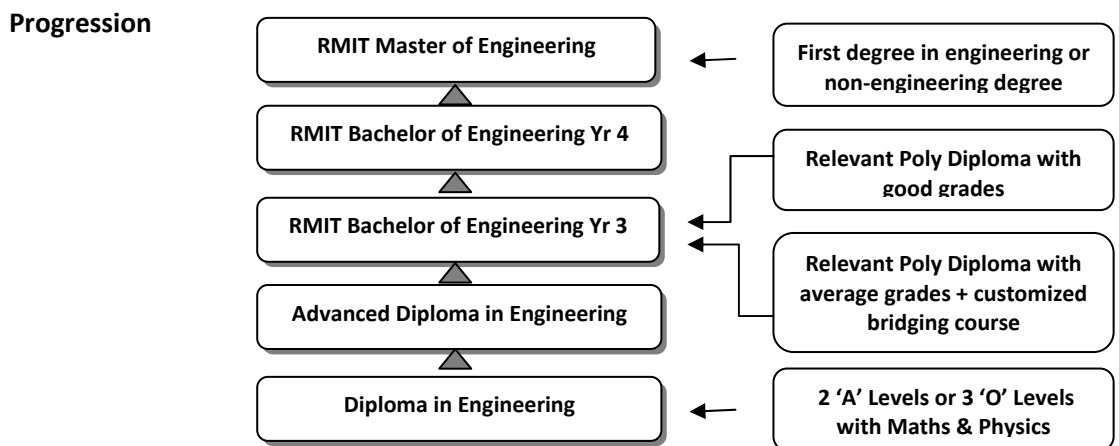 Progression
RMIT Master of Engineering
First degree in engineering or
non-engineering degree
RMIT Bachelor of Engineering Yr 4
Relevant Poly Diploma with
good grades
RMIT Bachelor of Engineering Yr 3
Relevant Poly Diploma with
average grades + customized
bridging course
Advanced Diploma in Engineering
Diploma in Engineering
2 ‘A’ Levels or 3 ‘O’ Levels
with Maths & Physics